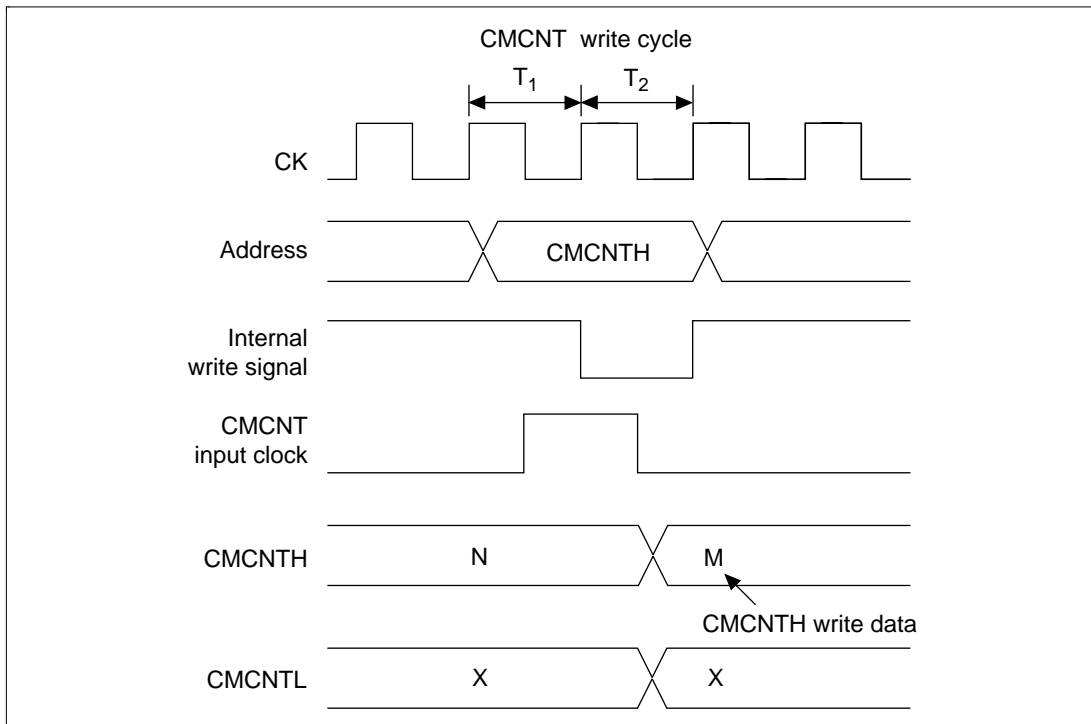 CMCNT write cycle
T1 T2
CK
Address
CMCNTH
Internal
write signal
CMCNT
input clock
CMCNTH
N
M
CMCNTH write data
CMCNTL
X
X